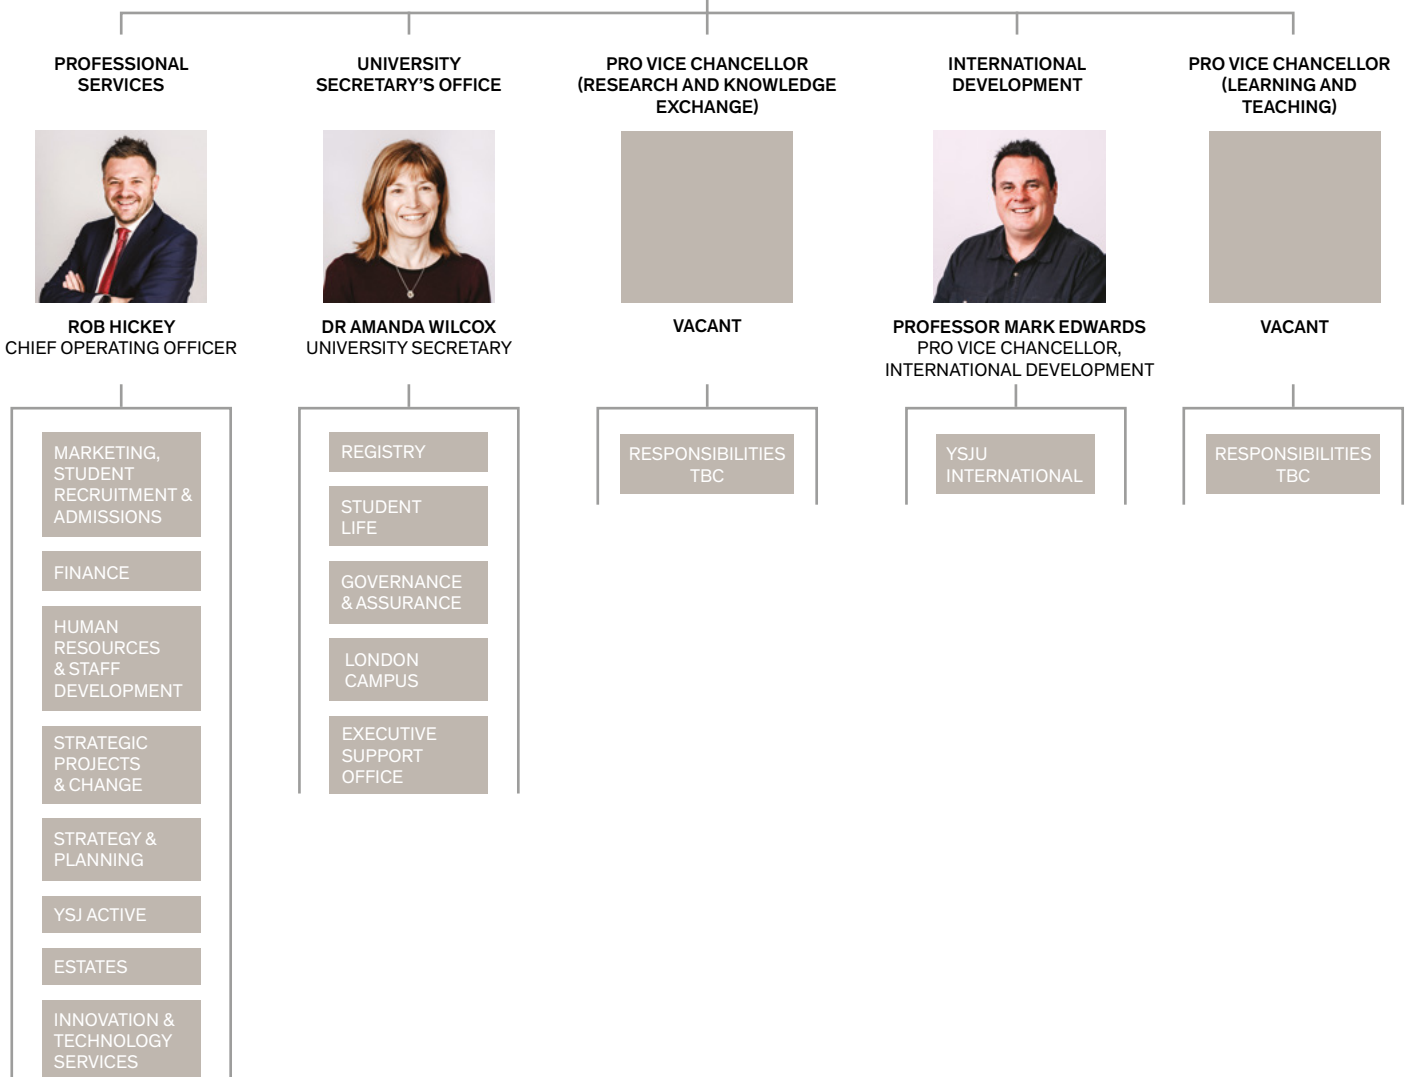 PROFESSIONAL
SERVICES
ROB HICKEY
CHIEF OPERATING OFFICER
MARKETING,
STUDENT
RECRUITMENT &
ADMISSIONS
FINANCE
HUMAN
RESOURCES
& STAFF
DEVELOPMENT
STRATEGIC
PROJECTS
& CHANGE
STRATEGY &
PLANNING
YSJ ACTIVE
ESTATES
INNOVATION &
TECHNOLOGY
SERVICES
UNIVERSITY
SECRETARY'S OFFICE
DR AMANDA WILCOX
UNIVERSITY SECRETARY
REGISTRY
STUDENT
LIFE
GOVERNANCE
& ASSURANCE
LONDON
CAMPUS
EXECUTIVE
SUPPORT
OFFICE
PRO VICE CHANCELLOR
(RESEARCH AND KNOWLEDGE
EXCHANGE)
VACANT
RESPONSIBILITIES
TBC
INTERNATIONAL
DEVELOPMENT
PROFESSOR MARK EDWARDS
PRO VICE CHANCELLOR,
INTERNATIONAL DEVELOPMENT
YSJU
INTERNATIONAL
PRO VICE CHANCELLOR
(LEARNING AND
TEACHING)
VACANT
RESPONSIBILITIES
TBC